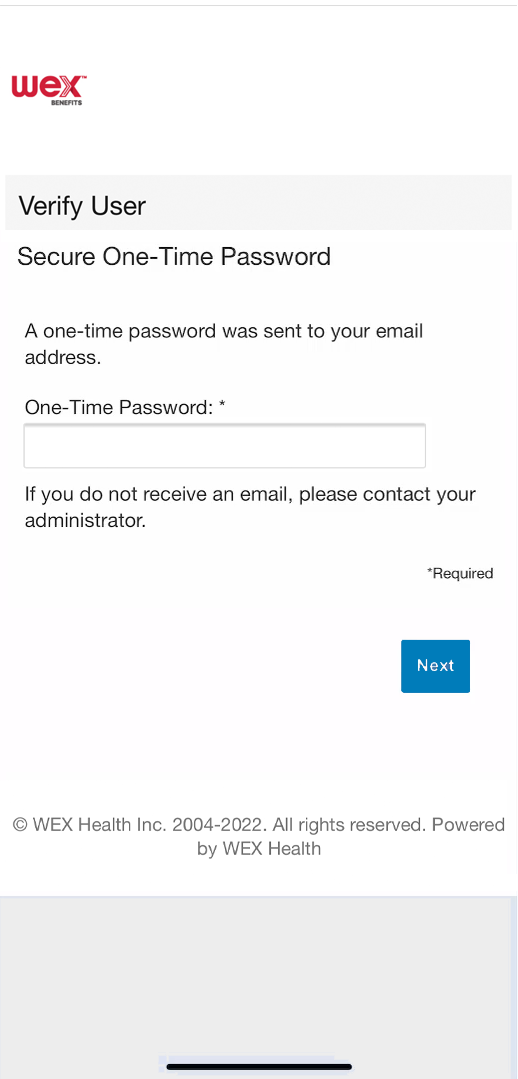 wex™
BENEFITS
Verify User
Secure One-Time Password
A one-time password was sent to your email
address.
One-Time Password: *
If you do not receive an email, please contact your
administrator.
*Required
Next
© WEX Health Inc. 2004-2022. All rights reserved. Powered
by WEX Health